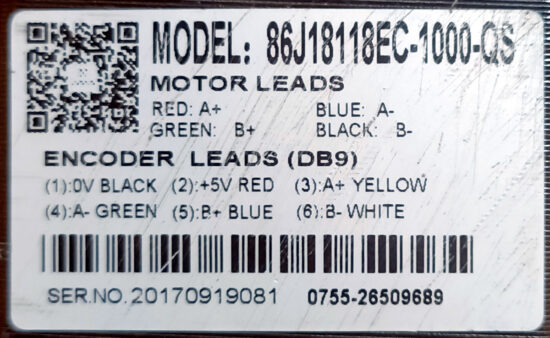 MODEL: 86J18118EC-1000-QS
MOTOR LEADS
RED: A+ BLUE: A-
GREEN: B+ BLACK: B-
ENCODER LEADS (DB9)
(1):0V BLACK (2):+5V RED (3):A+ YELLOW
(4):A- GREEN (5):B+ BLUE (6):B- WHITE
SER.NO.20170919081 0755-26509689